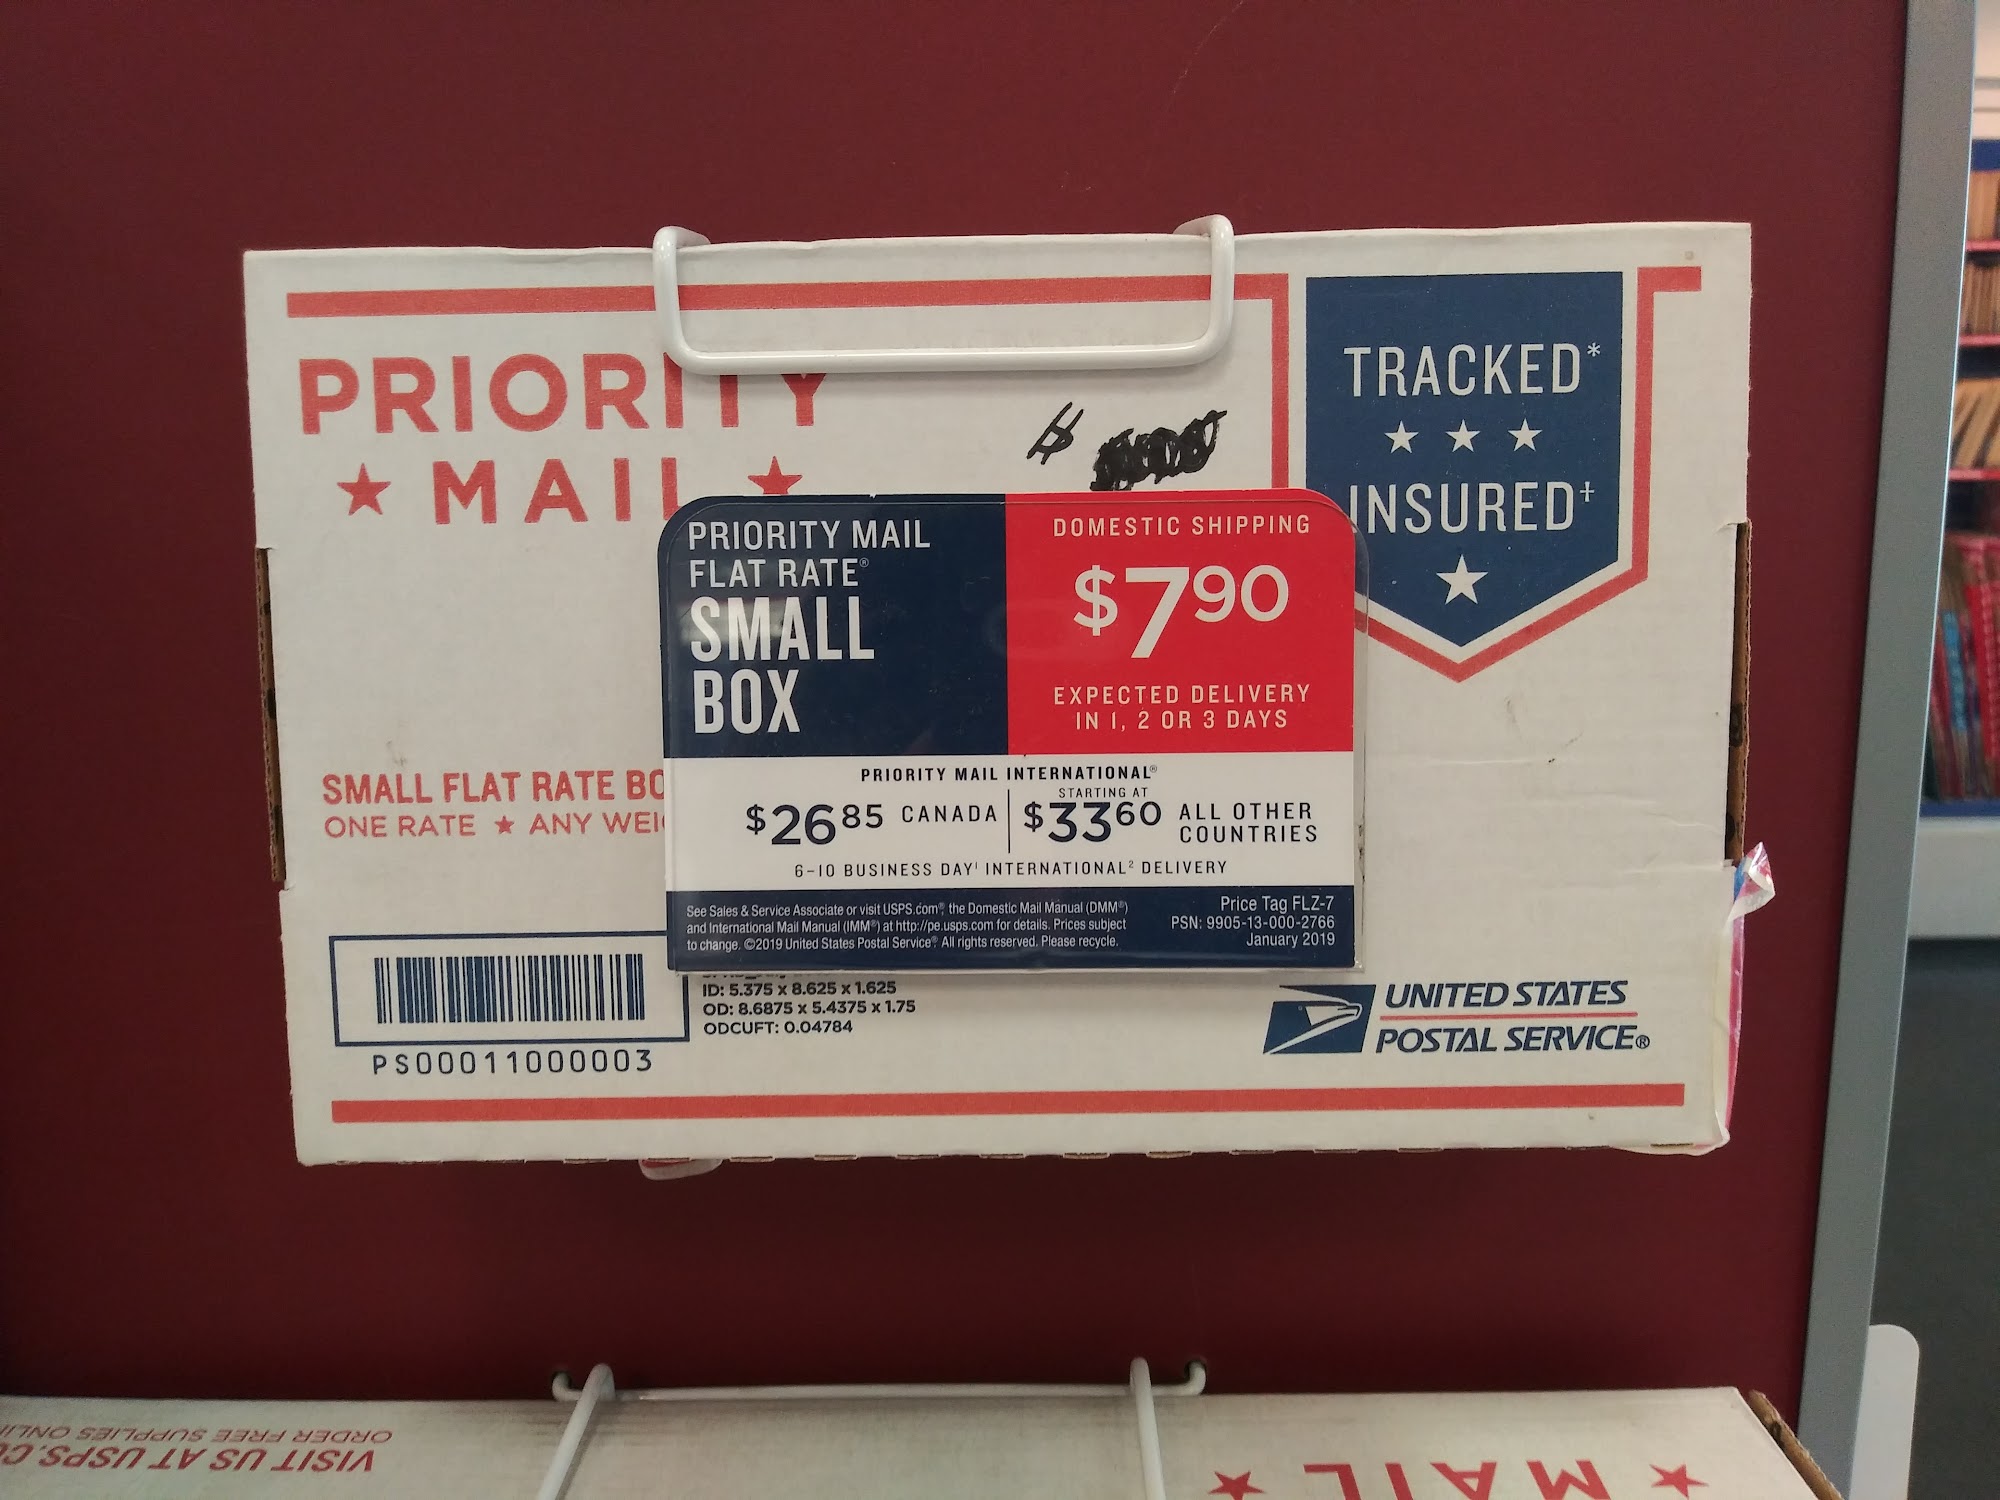 PRIORITY
MAIL
$
TRACKED*
INSURED†
PRIORITY MAIL
FLAT RATE®
SMALL
BOX
DOMESTIC SHIPPING
$7.90
EXPECTED DELIVERY
IN 1, 2 OR 3 DAYS
PRIORITY MAIL INTERNATIONAL®
$26.85 CANADA
STARTING AT
$33.60 ALL OTHER
COUNTRIES
6-10 BUSINESS DAY¹ INTERNATIONAL² DELIVERY
See Sales & Service Associate or visit USPS.com®, the Domestic Mail Manual (DMM®)
and International Mail Manual (IMM®) at http://pe.usps.com for details. Prices subject
to change. ©2019 United States Postal Service® All rights reserved. Please recycle.
Price Tag FLZ-7
PSN: 9905-13-000-2766
January 2019
SMALL FLAT RATE
ONE RATE ★ ANY
PS00011000003
ID: 5.375 x 8.625 x 1.625
OD: 8.6875 x 5.4375 x 1.75
ODCUFT: 0.04784
UNITED STATES
POSTAL SERVICE®
ORDER FREE SUPPLIES
VISIT US AT
MAIL